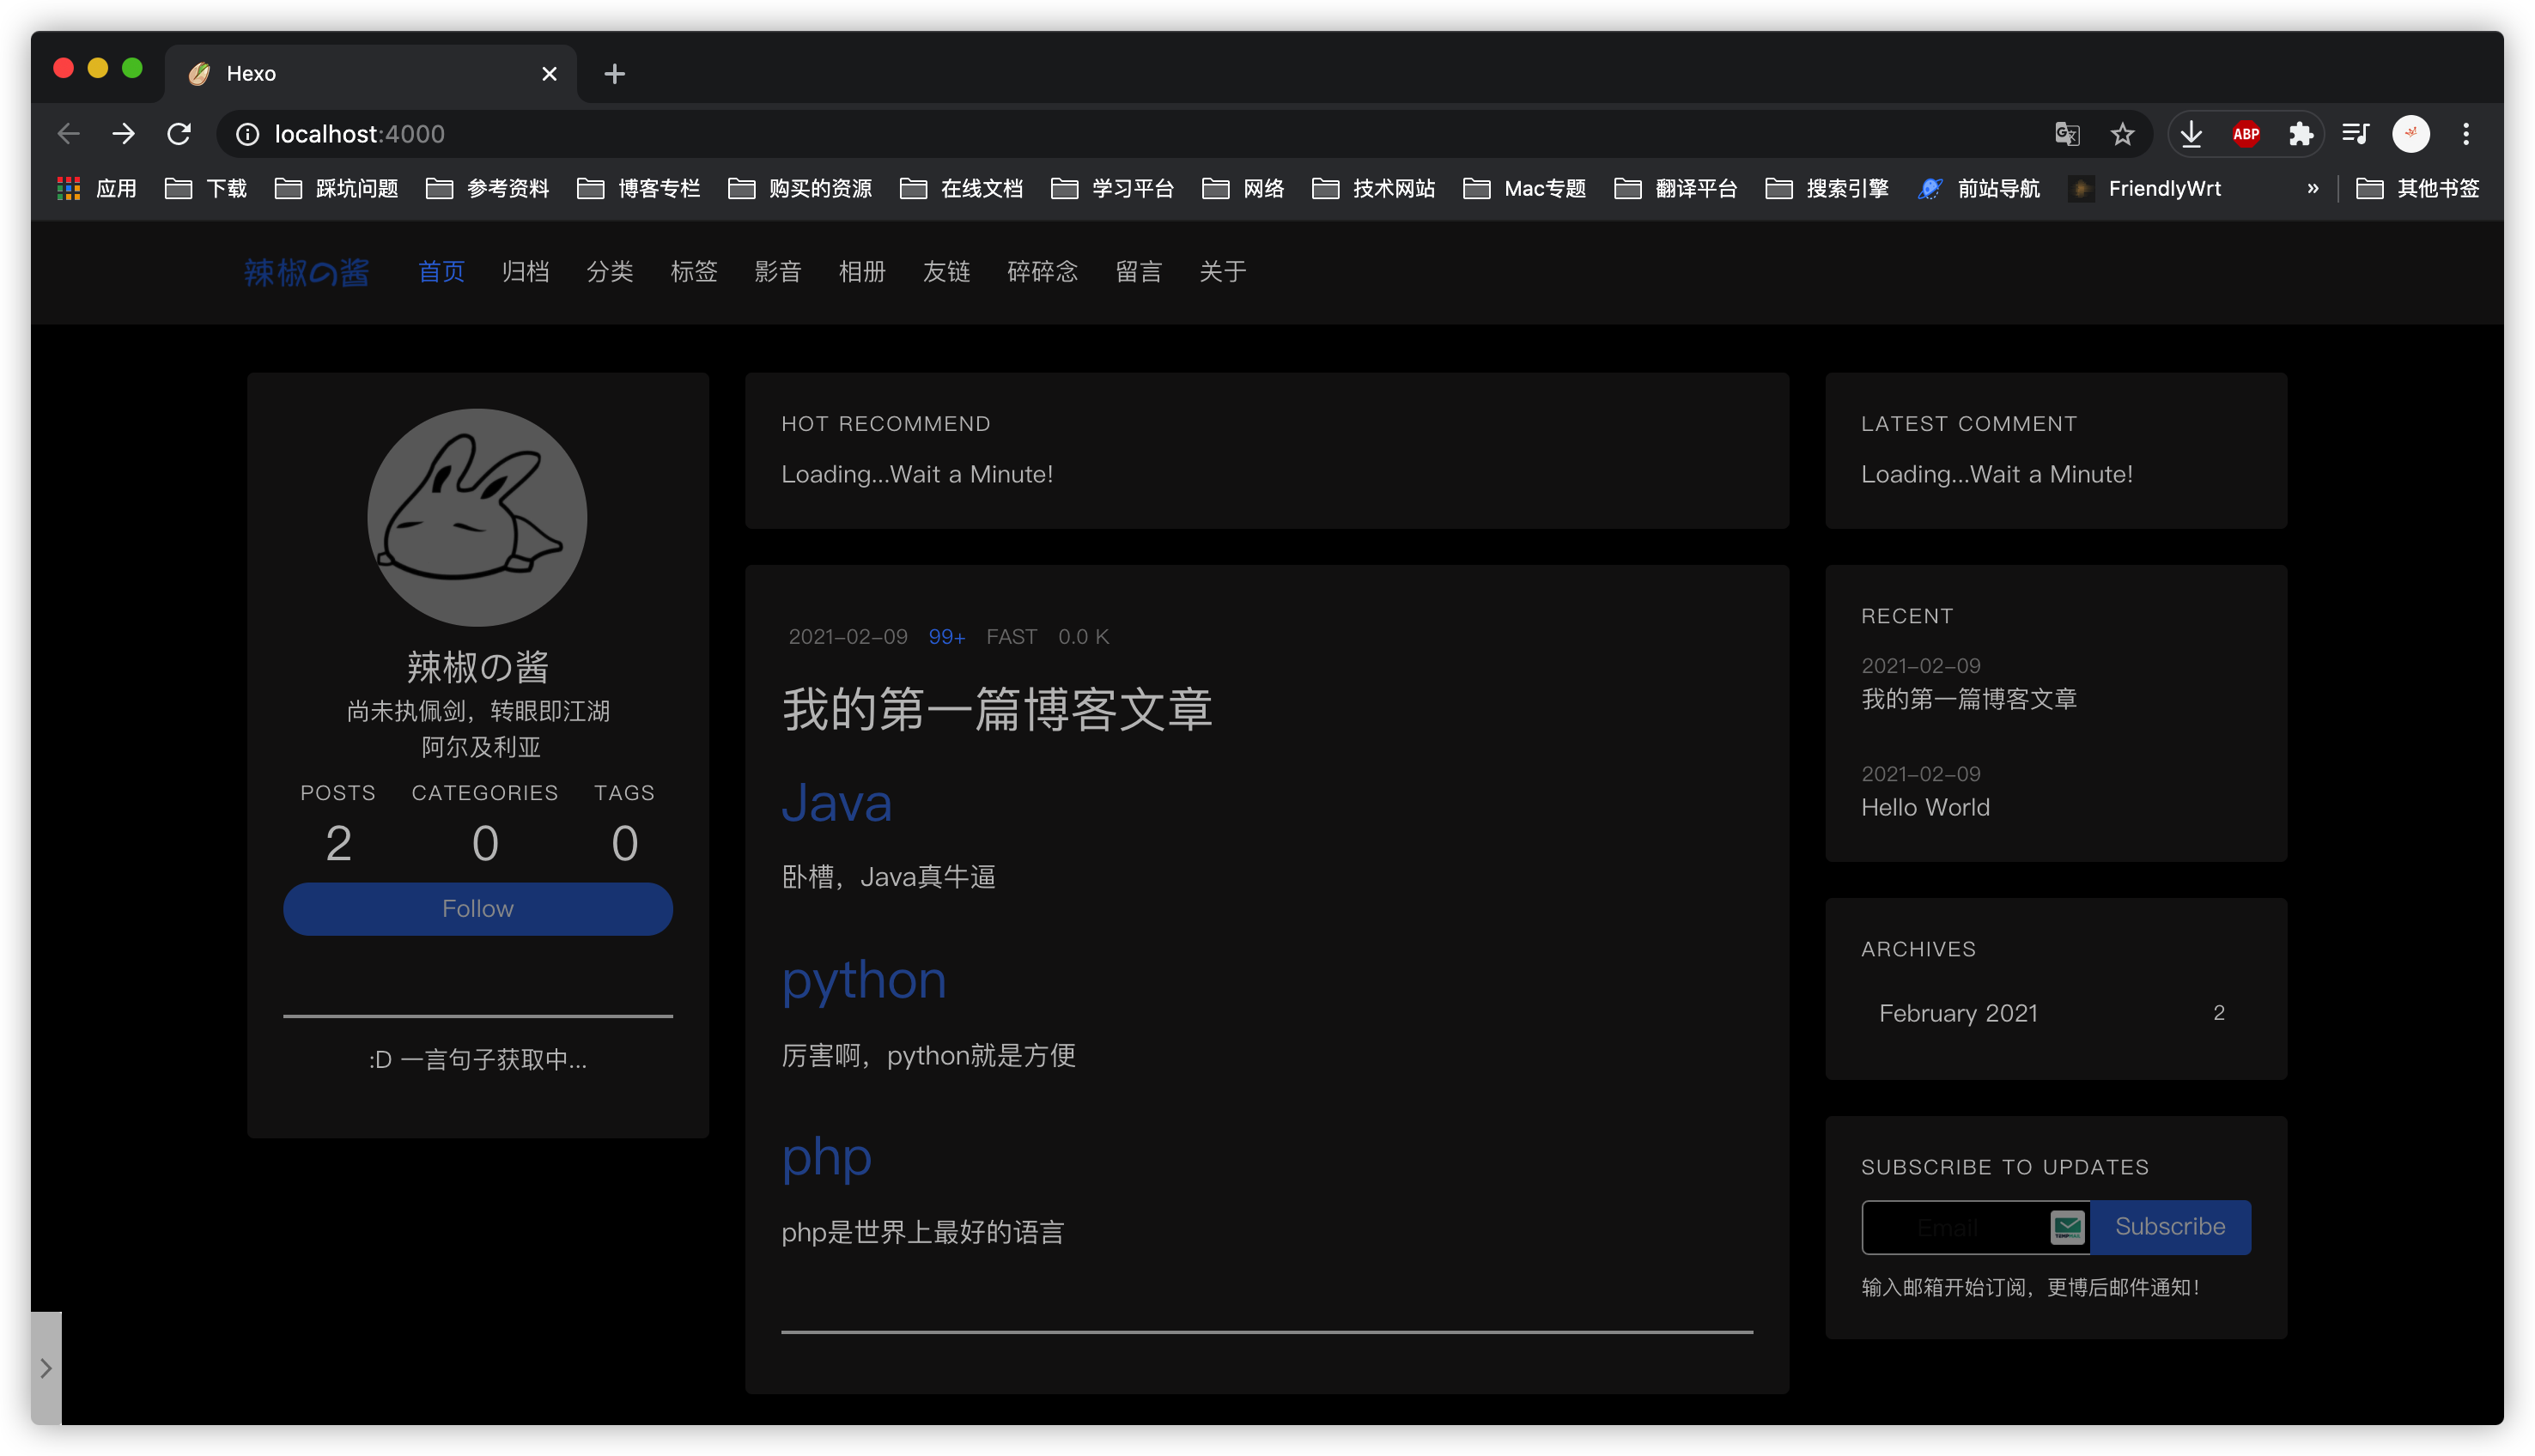 Hexo
localhost:4000
ABP
应用 下载 踩坑问题 参考资料 博客专栏 购买的资源 在线文档 学习平台 网络 技术网站 Mac专题 翻译平台 搜索引擎 前站导航 FriendlyWrt » 其他书签
辣椒の酱 首页 归档 分类 标签 影音 相册 友链 碎碎念 留言 关于
辣椒の酱
尚未执佩剑，转眼即江湖
阿尔及利亚
POSTS CATEGORIES TAGS
2 0 0
Follow
:D 一言句子获取中...
HOT RECOMMEND
Loading...Wait a Minute!
2021-02-09 99+ FAST 0.0 K
我的第一篇博客文章
Java
卧槽，Java真牛逼
python
厉害啊，python就是方便
php
php是世界上最好的语言
LATEST COMMENT
Loading...Wait a Minute!
RECENT
2021-02-09
我的第一篇博客文章
2021-02-09
Hello World
ARCHIVES
February 2021 2
SUBSCRIBE TO UPDATES
Email Subscribe
输入邮箱开始订阅，更博后邮件通知！